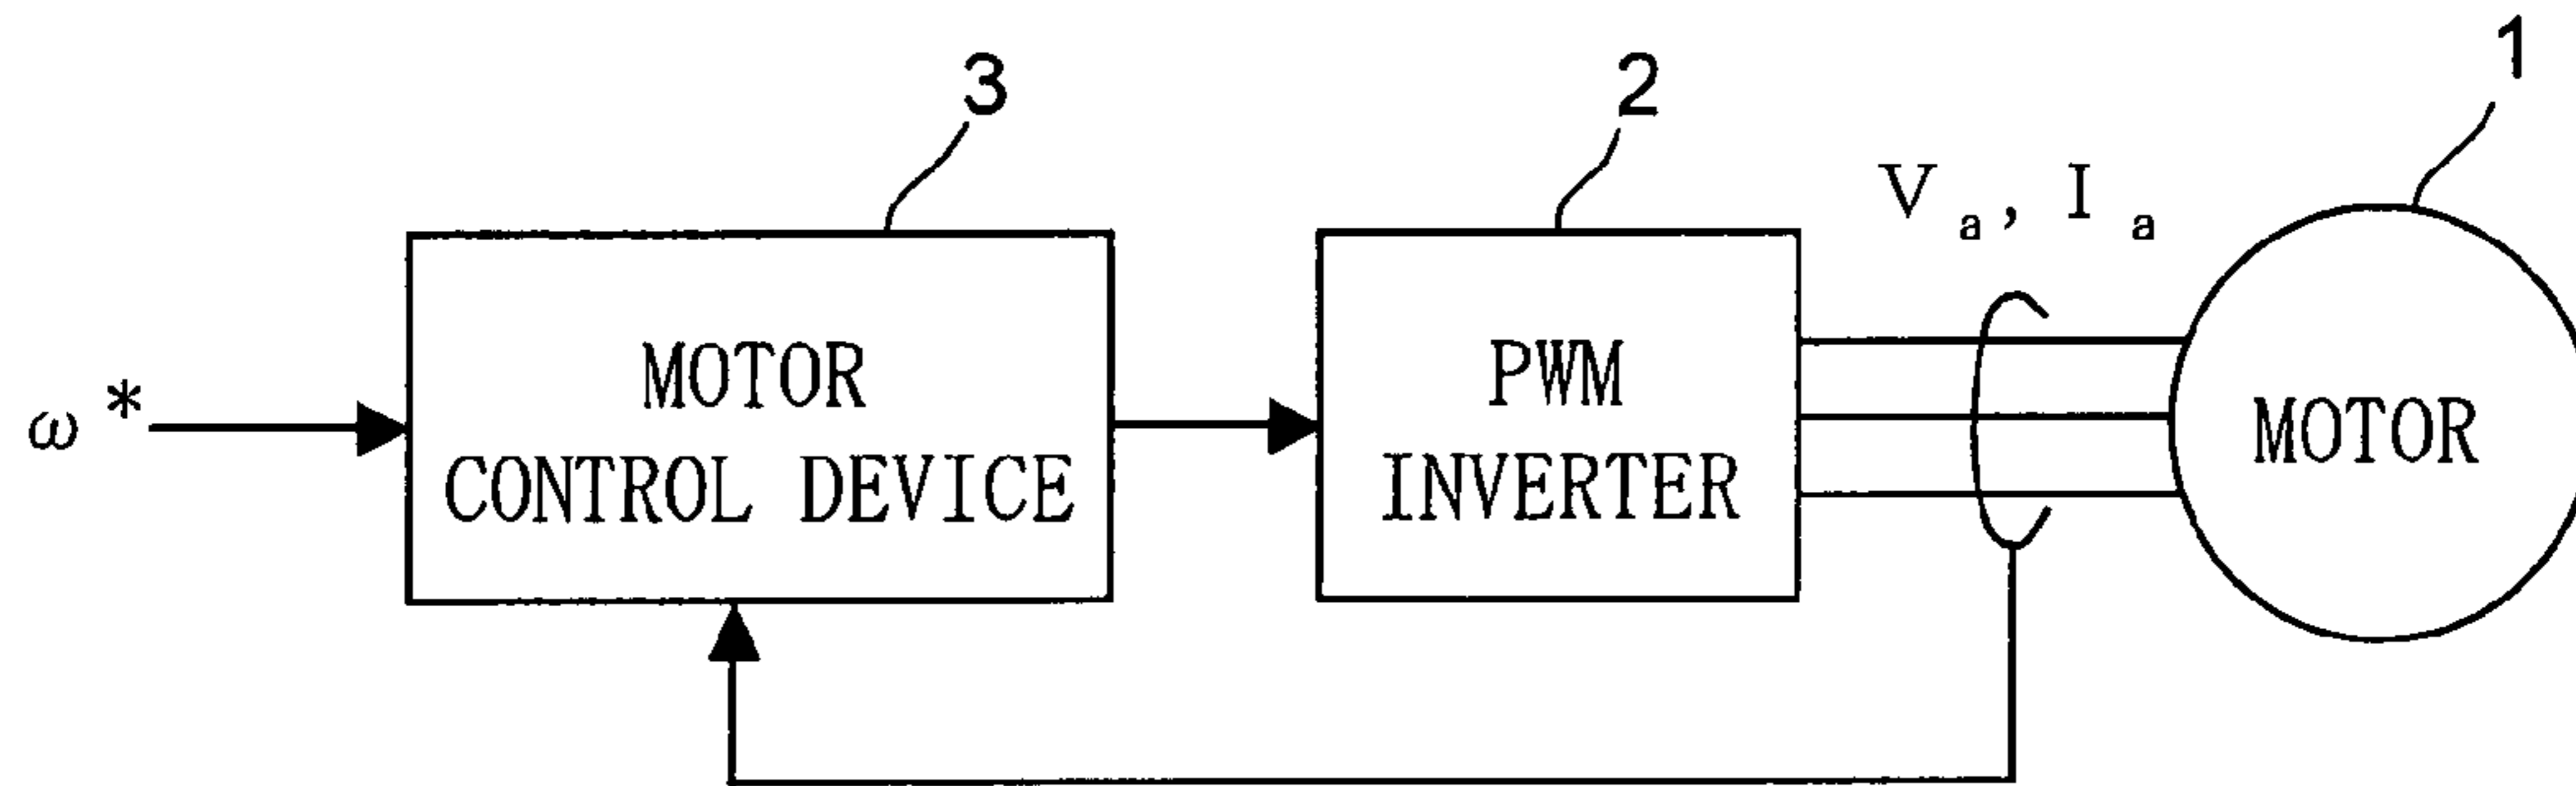 3
2
1
V a, I a
ω*
MOTOR
CONTROL DEVICE
PWM
INVERTER
MOTOR